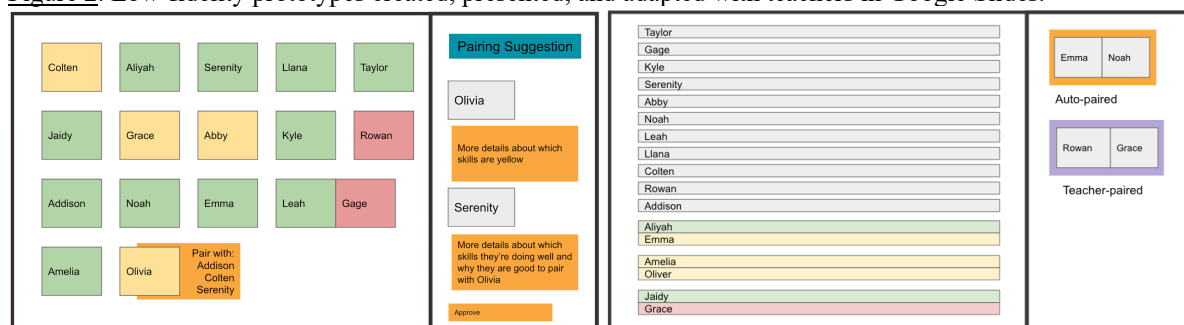 Figure 2. Low-fidelity prototypes created, presented, and adapted with teachers in Google Slides.
Colten
Aliyah
Serenity
Llana
Taylor
Jaidy
Grace
Abby
Kyle
Rowan
Addison
Noah
Emma
Leah
Gage
Amelia
Olivia
Pair with:
Addison
Colten
Serenity
Pairing Suggestion
Olivia
More details about which
skills are yellow
Serenity
More details about which
skills they're doing well and
why they are good to pair
with Olivia
Approve
Taylor
Gage
Kyle
Serenity
Abby
Noah
Leah
Llana
Colten
Rowan
Addison
Aliyah
Emma
Amelia
Oliver
Jaidy
Grace
Emma
Noah
Auto-paired
Rowan
Grace
Teacher-paired